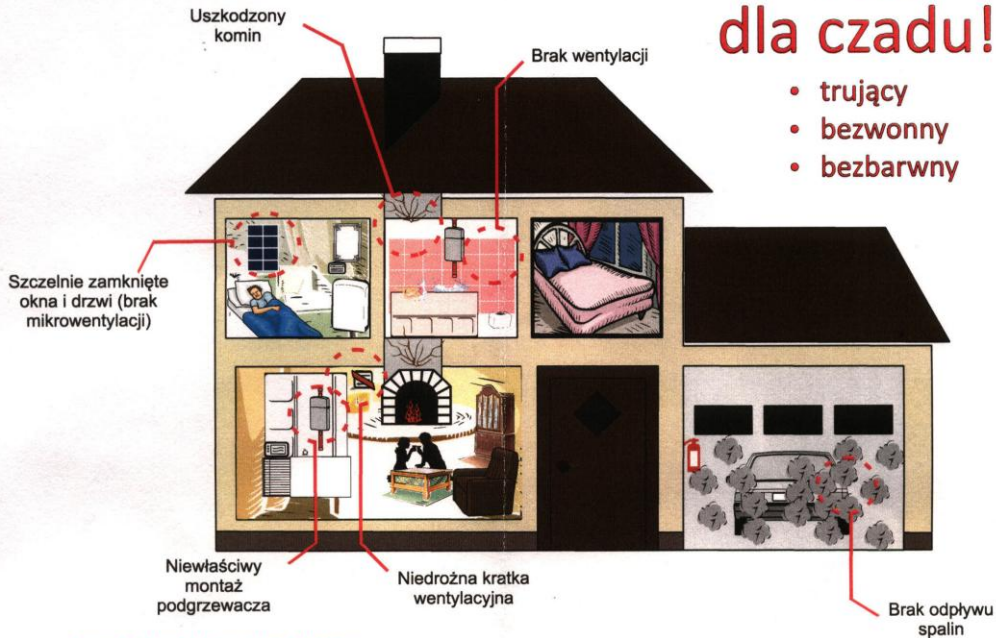 dla czadu!
• trujący
• bezwonny
• bezbarwny
Uszkodzony
komin
Brak wentylacji
Szczelnie zamknięte
okna i drzwi (brak
mikrowentylacji)
Niewłaściwy
montaż
podgrzewacza
Niedrożna kratka
wentylacyjna
Brak odpływu
spalin